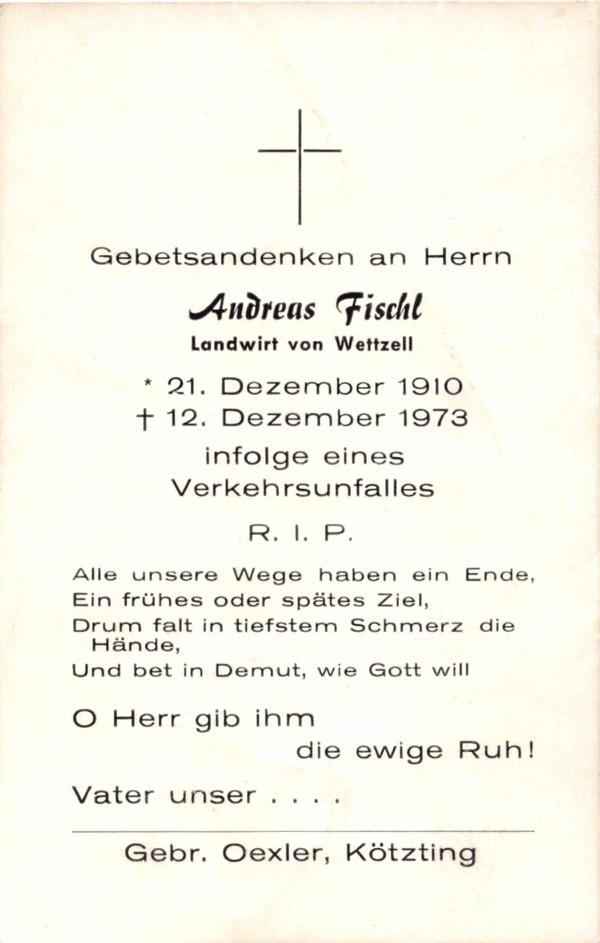 Gebetsandenken an Herrn
Andreas Fischl
Landwirt von Wettzell
* 21. Dezember 1910
† 12. Dezember 1973
infolge eines
Verkehrsunfalles
R. I. P.
Alle unsere Wege haben ein Ende,
Ein frühes oder spätes Ziel,
Drum falt in tiefstem Schmerz die
Hände,
Und bet in Demut, wie Gott will
O Herr gib ihm
die ewige Ruh!
Vater unser . . . .
Gebr. Oexler, Kötzting